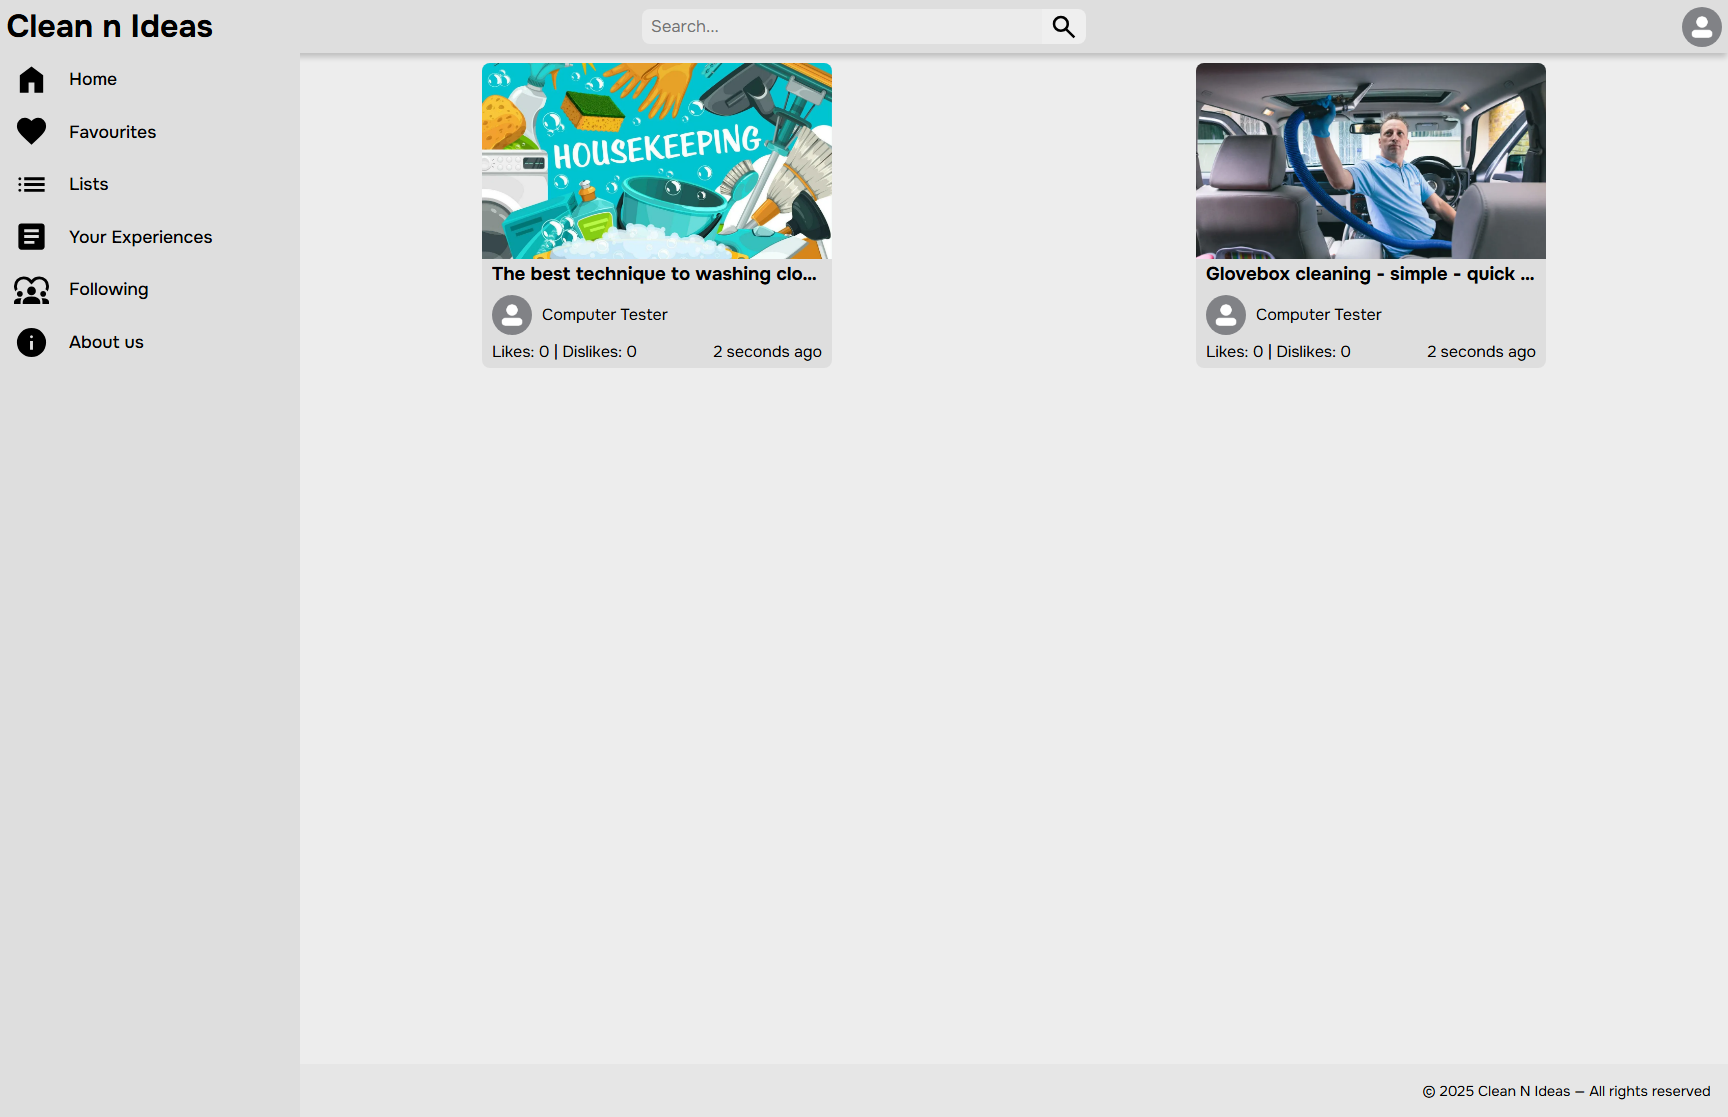 Clean n Ideas
Search...
Home
Favourites
Lists
Your Experiences
Following
About us
HOUSEKEEPING
The best technique to washing clo...
Computer Tester
Likes: 0 | Dislikes: 0
2 seconds ago
Glovebox cleaning - simple - quick ...
Computer Tester
Likes: 0 | Dislikes: 0
2 seconds ago
© 2025 Clean N Ideas – All rights reserved